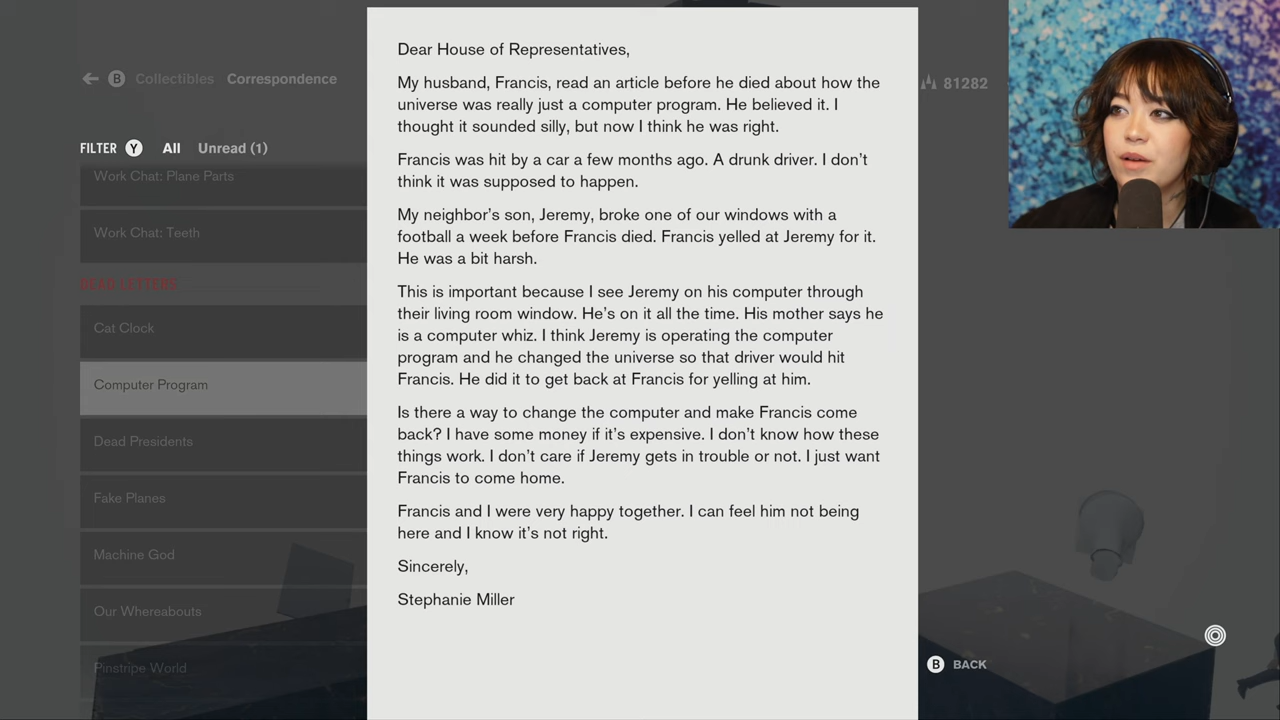 Dear House of Representatives,
B Collectibles Correspondence
81282
My husband, Francis, read an article before he died about how the
universe was really just a computer program. He believed it. I
thought it sounded silly, but now I think he was right.
FILTER Y All Unread (1)
Work Chat: Plane Parts
Work Chat: Teeth
DEAD LETTERS
Cat Clock
Computer Program
Dead Presidents
Fake Planes
Machine God
Our Whereabouts
Pinstripe World
Francis was hit by a car a few months ago. A drunk driver. I don't
think it was supposed to happen.
My neighbor's son, Jeremy, broke one of our windows with a
football a week before Francis died. Francis yelled at Jeremy for it.
He was a bit harsh.
This is important because I see Jeremy on his computer through
their living room window. He's on it all the time. His mother says he
is a computer whiz. I think Jeremy is operating the computer
program and he changed the universe so that driver would hit
Francis. He did it to get back at Francis for yelling at him.
Is there a way to change the computer and make Francis come
back? I have some money if it's expensive. I don't know how these
things work. I don't care if Jeremy gets in trouble or not. I just want
Francis to come home.
Francis and I were very happy together. I can feel him not being
here and I know it's not right.
Sincerely,
Stephanie Miller
B BACK